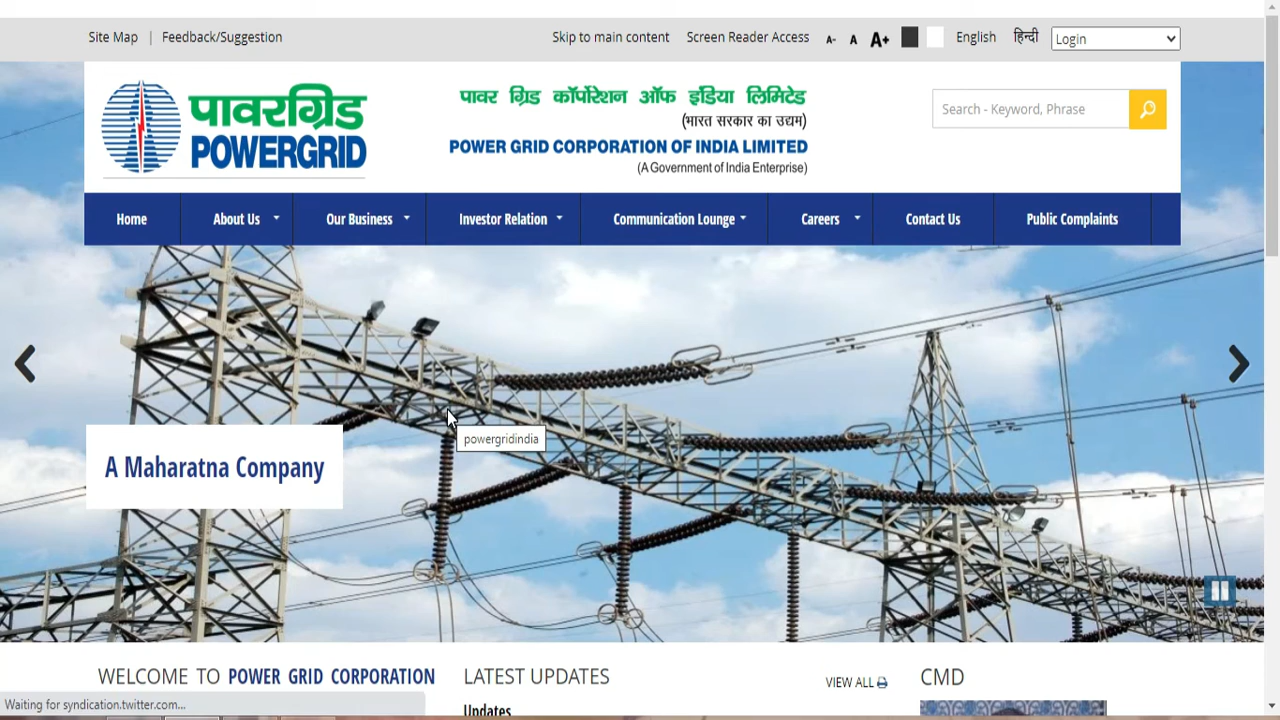 Site Map | Feedback/Suggestion
Skip to main content Screen Reader Access A- A A+ English हिन्दी Login
पावरग्रिड
POWERGRID
पावर ग्रिड कॉर्पोरेशन ऑफ इंडिया लिमिटेड
(भारत सरकार का उद्यम)
POWER GRID CORPORATION OF INDIA LIMITED
(A Government of India Enterprise)
Search - Keyword, Phrase
Home About Us Our Business Investor Relation Communication Lounge Careers Contact Us Public Complaints
powergridindia
A Maharatna Company
WELCOME TO POWER GRID CORPORATION
LATEST UPDATES
VIEW ALL
CMD
Updates
Waiting for syndication.twitter.com...